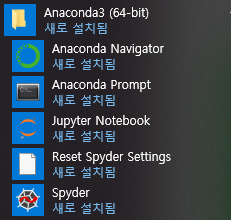 Anaconda3 (64-bit)
새로 설치됨
Anaconda Navigator
새로 설치됨
Anaconda Prompt
새로 설치됨
Jupyter Notebook
새로 설치됨
Reset Spyder Settings
새로 설치됨
Spyder
새로 설치됨